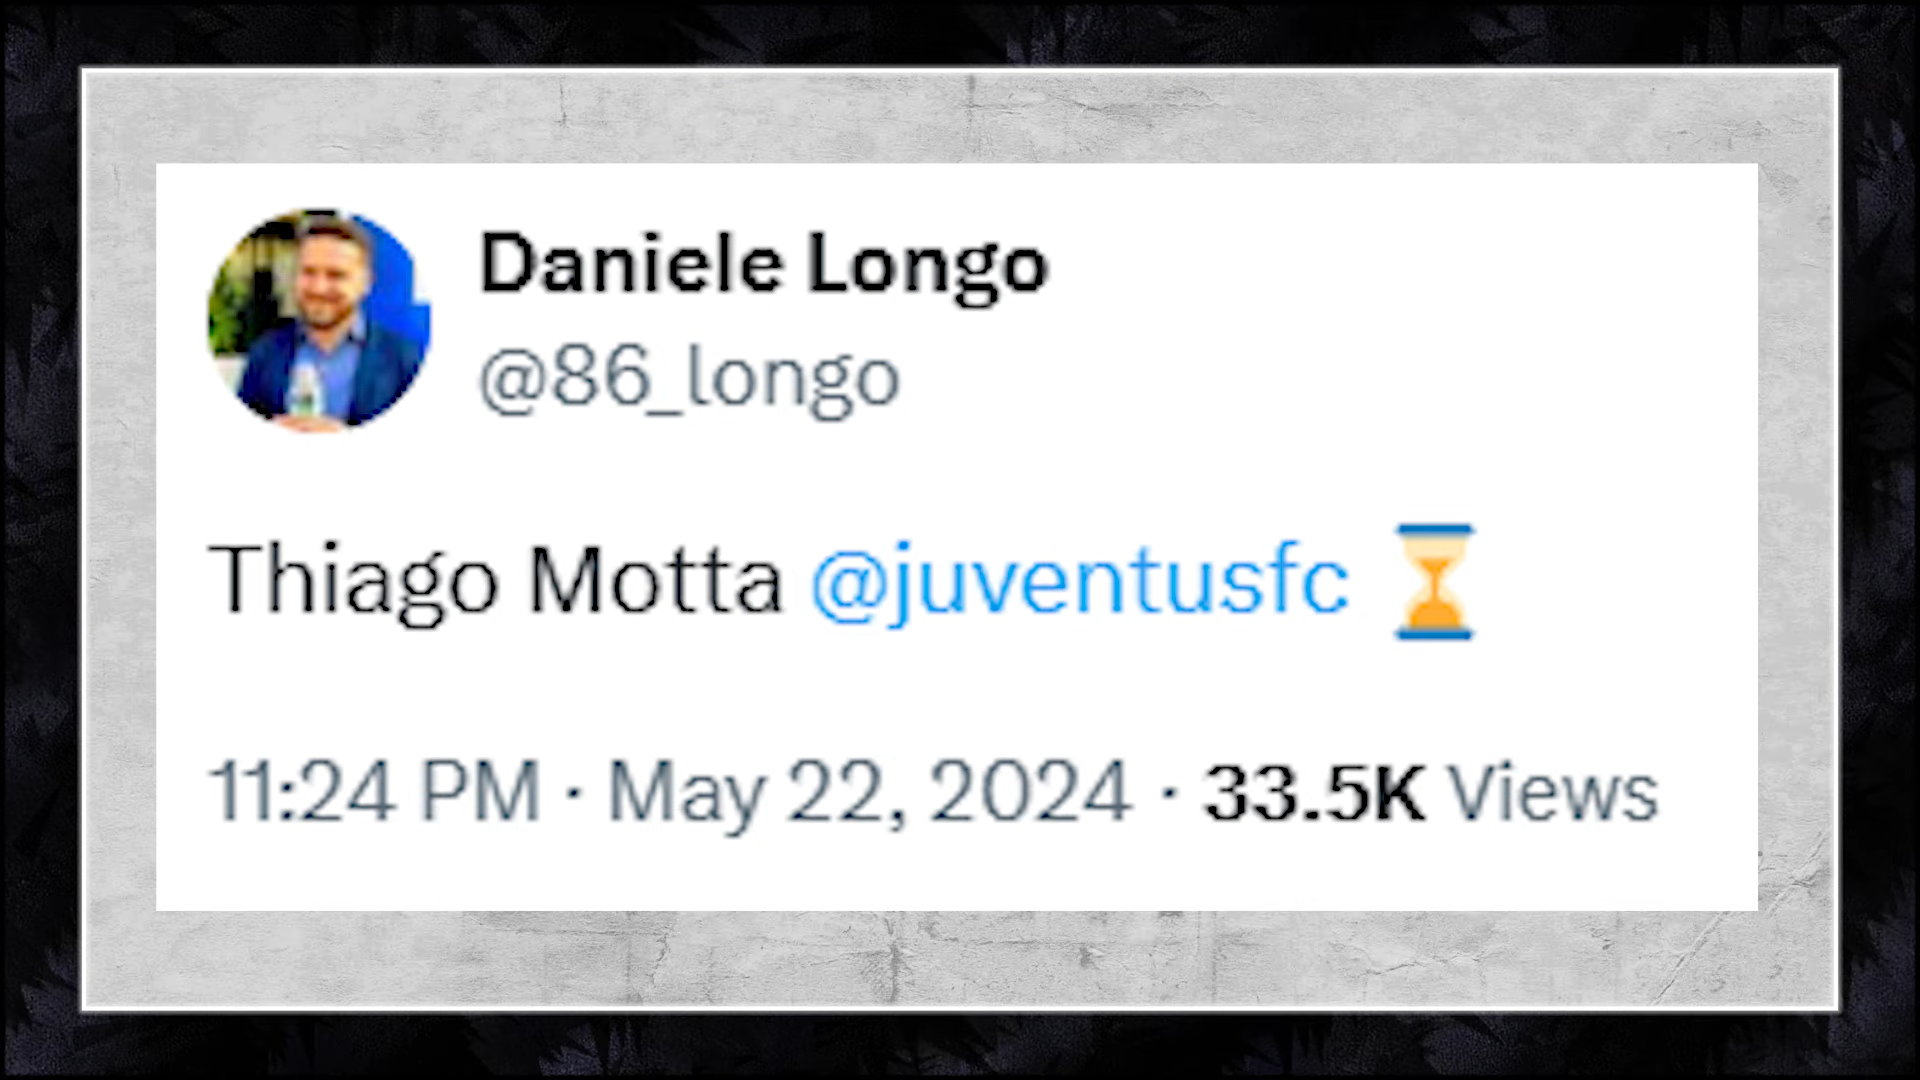 Daniele Longo
@86_longo
Thiago Motta @juventusfc ⏳
11:24 PM · May 22, 2024 · 33.5K Views